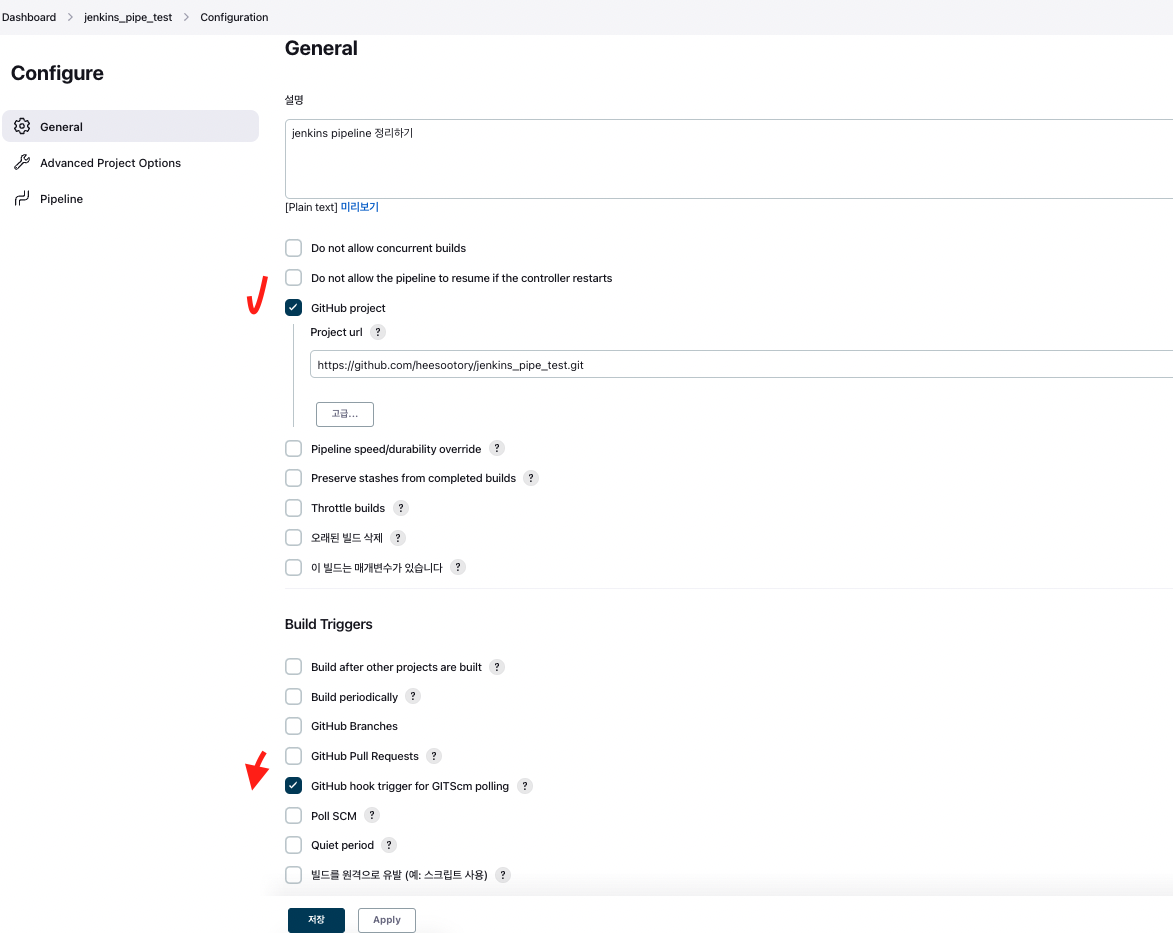 Dashboard > jenkins_pipe_test > Configuration
Configure
General
Advanced Project Options
Pipeline
General
설명
jenkins pipeline 정리하기
[Plain text] 미리보기
Do not allow concurrent builds
Do not allow the pipeline to resume if the controller restarts
GitHub project
Project url ?
https://github.com/heesootory/jenkins_pipe_test.git
고급...
Pipeline speed/durability override ?
Preserve stashes from completed builds ?
Throttle builds ?
오래된 빌드 삭제 ?
이 빌드는 매개변수가 있습니다 ?
Build Triggers
Build after other projects are built ?
Build periodically ?
GitHub Branches
GitHub Pull Requests ?
GitHub hook trigger for GITScm polling ?
Poll SCM ?
Quiet period ?
빌드를 원격으로 유발 (예: 스크립트 사용) ?
저장 Apply